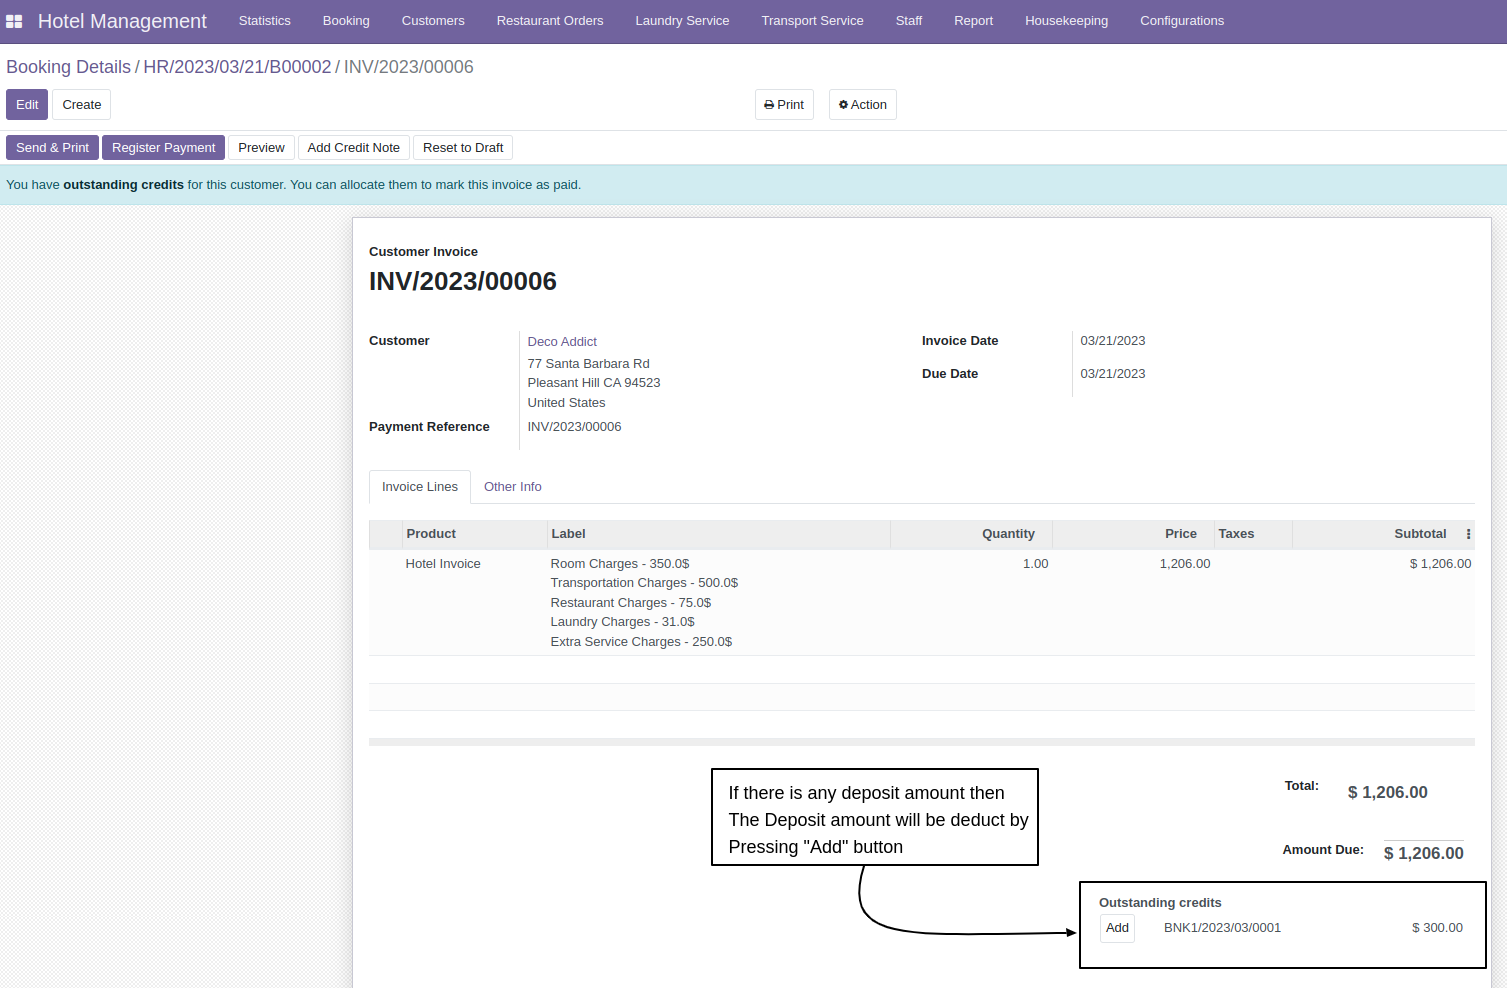 Hotel Management Statistics Booking Customers Restaurant Orders Laundry Service Transport Service Staff Report Housekeeping Configurations
Booking Details / HR/2023/03/21/B00002 / INV/2023/00006
Edit Create Print Action
Send & Print Register Payment Preview Add Credit Note Reset to Draft
You have outstanding credits for this customer. You can allocate them to mark this invoice as paid.
Customer Invoice
INV/2023/00006
Customer Deco Addict Invoice Date 03/21/2023
77 Santa Barbara Rd
Due Date 03/21/2023
Pleasant Hill CA 94523
United States
Payment Reference INV/2023/00006
Invoice Lines Other Info
Product Label Quantity Price Taxes Subtotal
Hotel Invoice Room Charges - 350.0$ 1.00 1,206.00 $ 1,206.00
Transportation Charges - 500.0$
Restaurant Charges - 75.0$
Laundry Charges - 31.0$
Extra Service Charges - 250.0$
If there is any deposit amount then
The Deposit amount will be deduct by
Pressing "Add" button
Total: $ 1,206.00
Amount Due: $ 1,206.00
Outstanding credits
Add BNK1/2023/03/0001 $ 300.00